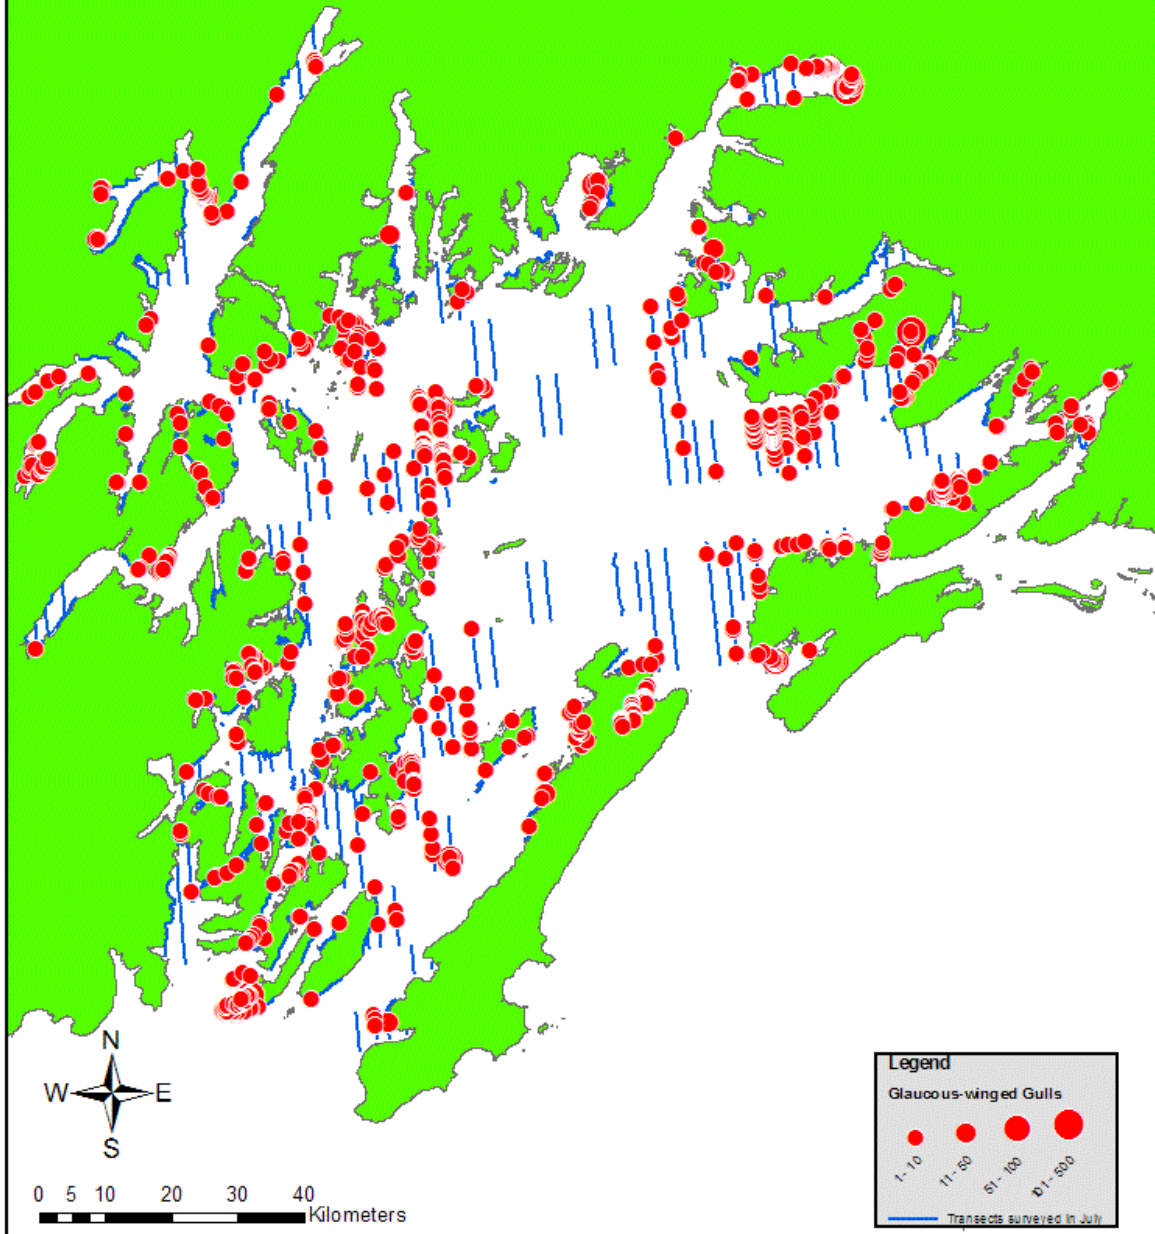 N
W E
S
0 5 10 20 30 40
Kilometers
Legend
Glaucous-winged Gulls
1 - 10 11 - 50 51 - 100 101 - 500
Transects surveyed in July